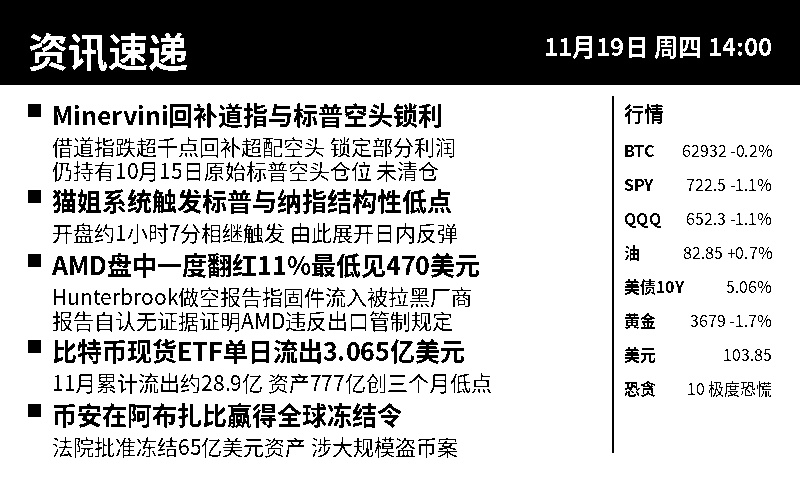 资讯速递
11月19日 周四 14:00
Minervini回补道指与标普空头锁利
借道指跌超千点回补超配空头 锁定部分利润
仍持有10月15日原始标普空头仓位 未清仓
猫姐系统触发标普与纳指结构性低点
开盘约1小时7分相继触发 由此展开日内反弹
AMD盘中一度翻红11%最低见470美元
Hunterbrook做空报告指固件流入被拉黑厂商
报告自认无证据证明AMD违反出口管制规定
比特币现货ETF单日流出3.065亿美元
11月累计流出约28.9亿 资产777亿创三个月低点
币安在阿布扎比赢得全球冻结令
法院批准冻结65亿美元资产 涉大规模盗币案
行情
BTC 62932 -0.2%
SPY 722.5 -1.1%
QQQ 652.3 -1.1%
油 82.85 +0.7%
美债10Y 5.06%
黄金 3679 -1.7%
美元 103.85
恐贪 10 极度恐慌